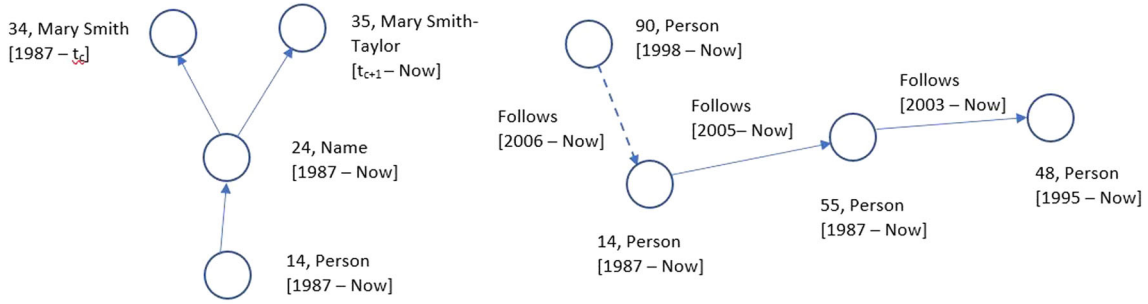 34, Mary Smith
[1987 – tc]
35, Mary Smith-
Taylor
[tc+1 – Now]
24, Name
[1987 – Now]
14, Person
[1987 – Now]
90, Person
[1998 – Now]
Follows
[2006 – Now]
Follows
[2005– Now]
Follows
[2003 – Now]
14, Person
[1987 – Now]
55, Person
[1987 – Now]
48, Person
[1995 – Now]